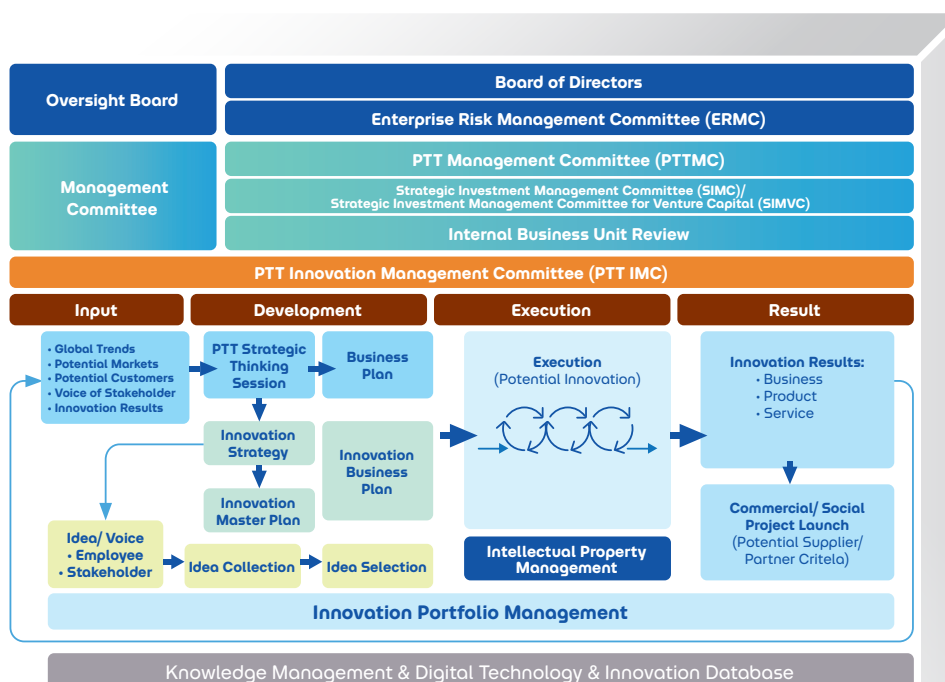 Oversight Board
Board of Directors
Enterprise Risk Management Committee (ERMC)
Management
Committee
PTT Management Committee (PTTMC)
Strategic Investment Management Committee (SIMC)/
Strategic Investment Management Committee for Venture Capital (SIMVC)
Internal Business Unit Review
PTT Innovation Management Committee (PTT IMC)
Input
Development
Execution
Result
• Global Trends
• Potential Markets
• Potential Customers
• Voice of Stakeholder
• Innovation Results
PTT Strategic
Thinking
Session
Business
Plan
Innovation
Strategy
Innovation
Master Plan
Innovation
Business
Plan
Idea/ Voice
• Employee
• Stakeholder
Idea Collection
Idea Selection
Execution
(Potential Innovation)
Intellectual Property
Management
Innovation Results:
• Business
• Product
• Service
Commercial/ Social
Project Launch
(Potential Supplier/
Partner Critela)
Innovation Portfolio Management
Knowledge Management & Digital Technology & Innovation Database